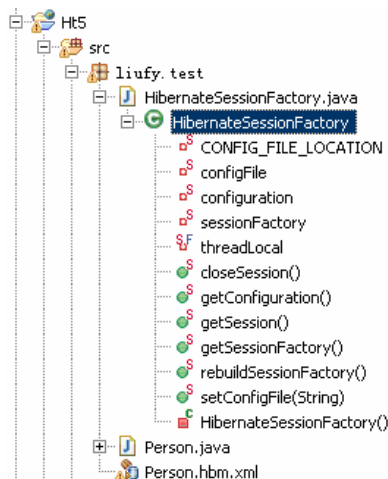 Ht5
src
liufy.test
HibernateSessionFactory.java
HibernateSessionFactory
CONFIG_FILE_LOCATION
configFile
configuration
sessionFactory
threadLocal
closeSession()
getConfiguration()
getSession()
getSessionFactory()
rebuildSessionFactory()
setConfigFile(String)
HibernateSessionFactory()
Person.java
Person.hbm.xml